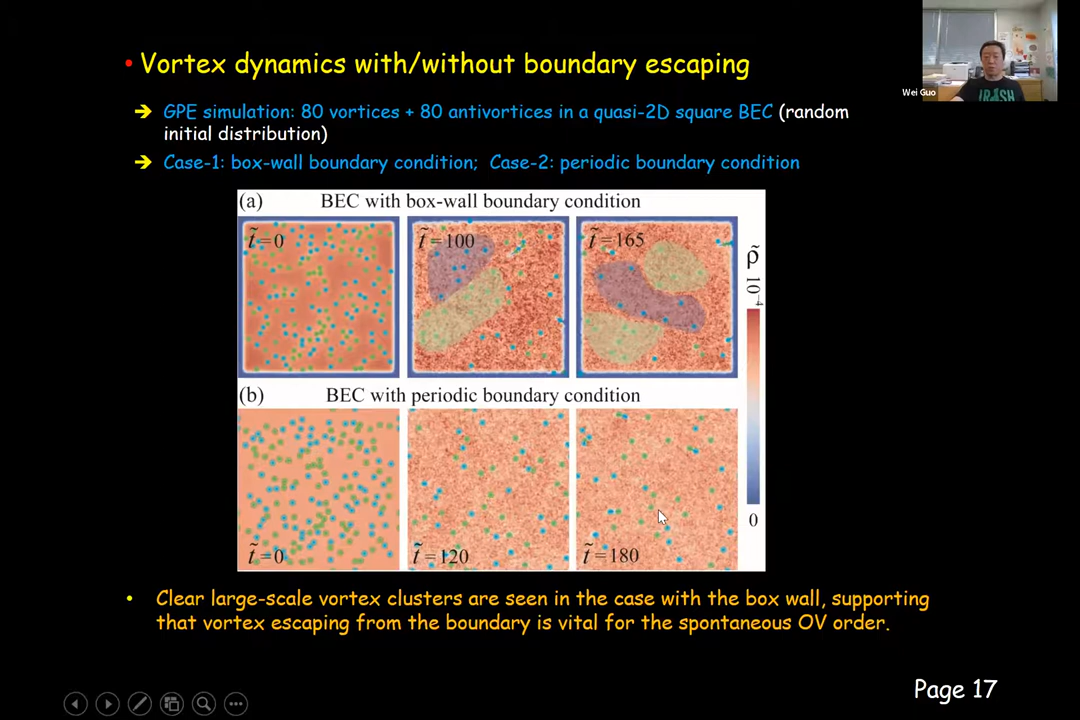 Vortex dynamics with/without boundary escaping
Wei Guo
GPE simulation: 80 vortices + 80 antivortices in a quasi-2D square BEC (random
initial distribution)
Case-1: box-wall boundary condition; Case-2: periodic boundary condition
(a) BEC with box-wall boundary condition
t̃=0 t̃=100 t̃=165
ρ̃
10⁻⁴
(b) BEC with periodic boundary condition
t̃=0 t̃=120 t̃=180
0
Clear large-scale vortex clusters are seen in the case with the box wall, supporting
that vortex escaping from the boundary is vital for the spontaneous OV order.
Page 17